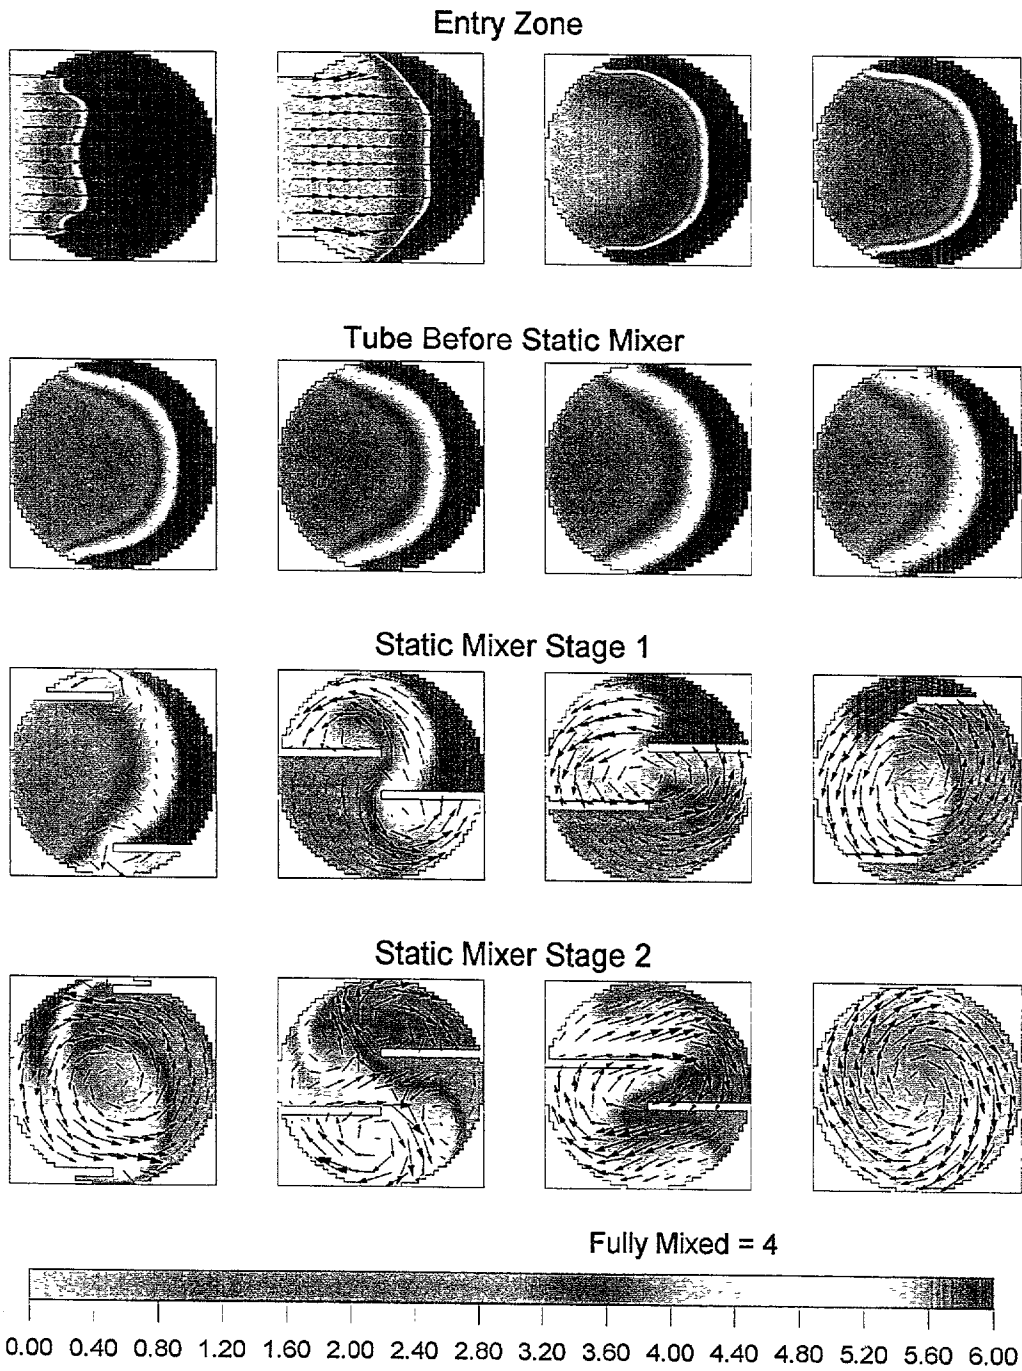 Entry Zone
Tube Before Static Mixer
Static Mixer Stage 1
Static Mixer Stage 2
Fully Mixed = 4
0.00 0.40 0.80 1.20 1.60 2.00 2.40 2.80 3.20 3.60 4.00 4.40 4.80 5.20 5.60 6.00